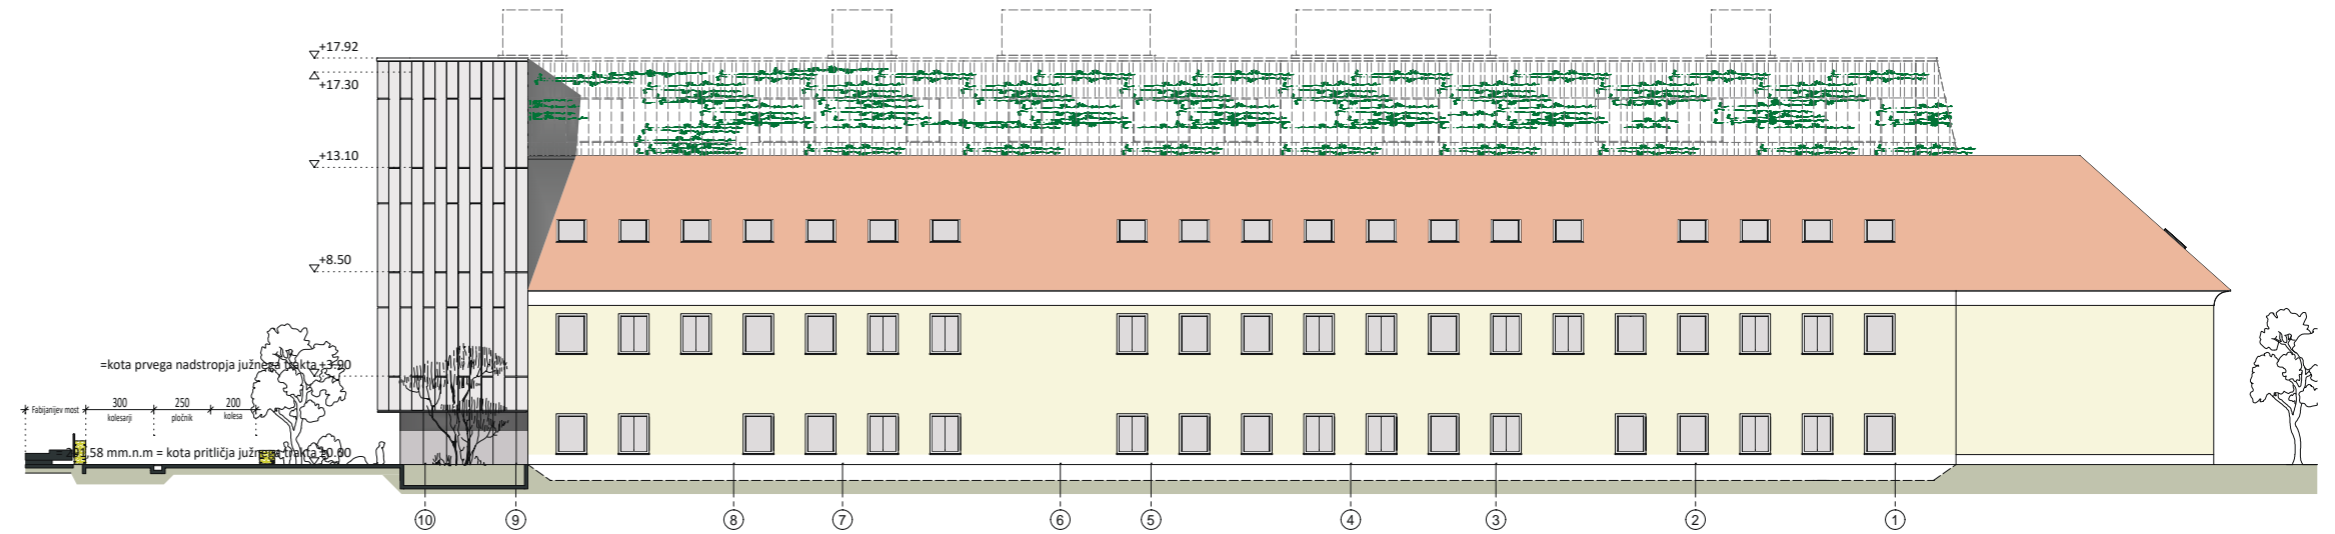 +17.92
+17.30
+13.10
+8.50
=kota prvega nadstropja južnega trakta +3.90
Fabijanijev most
300
250
200
kolesarji
pločnik
kolesa
58 mm.n.m = kota pritličja južnega trakta ±0.00
10
9
8
7
6
5
4
3
2
1